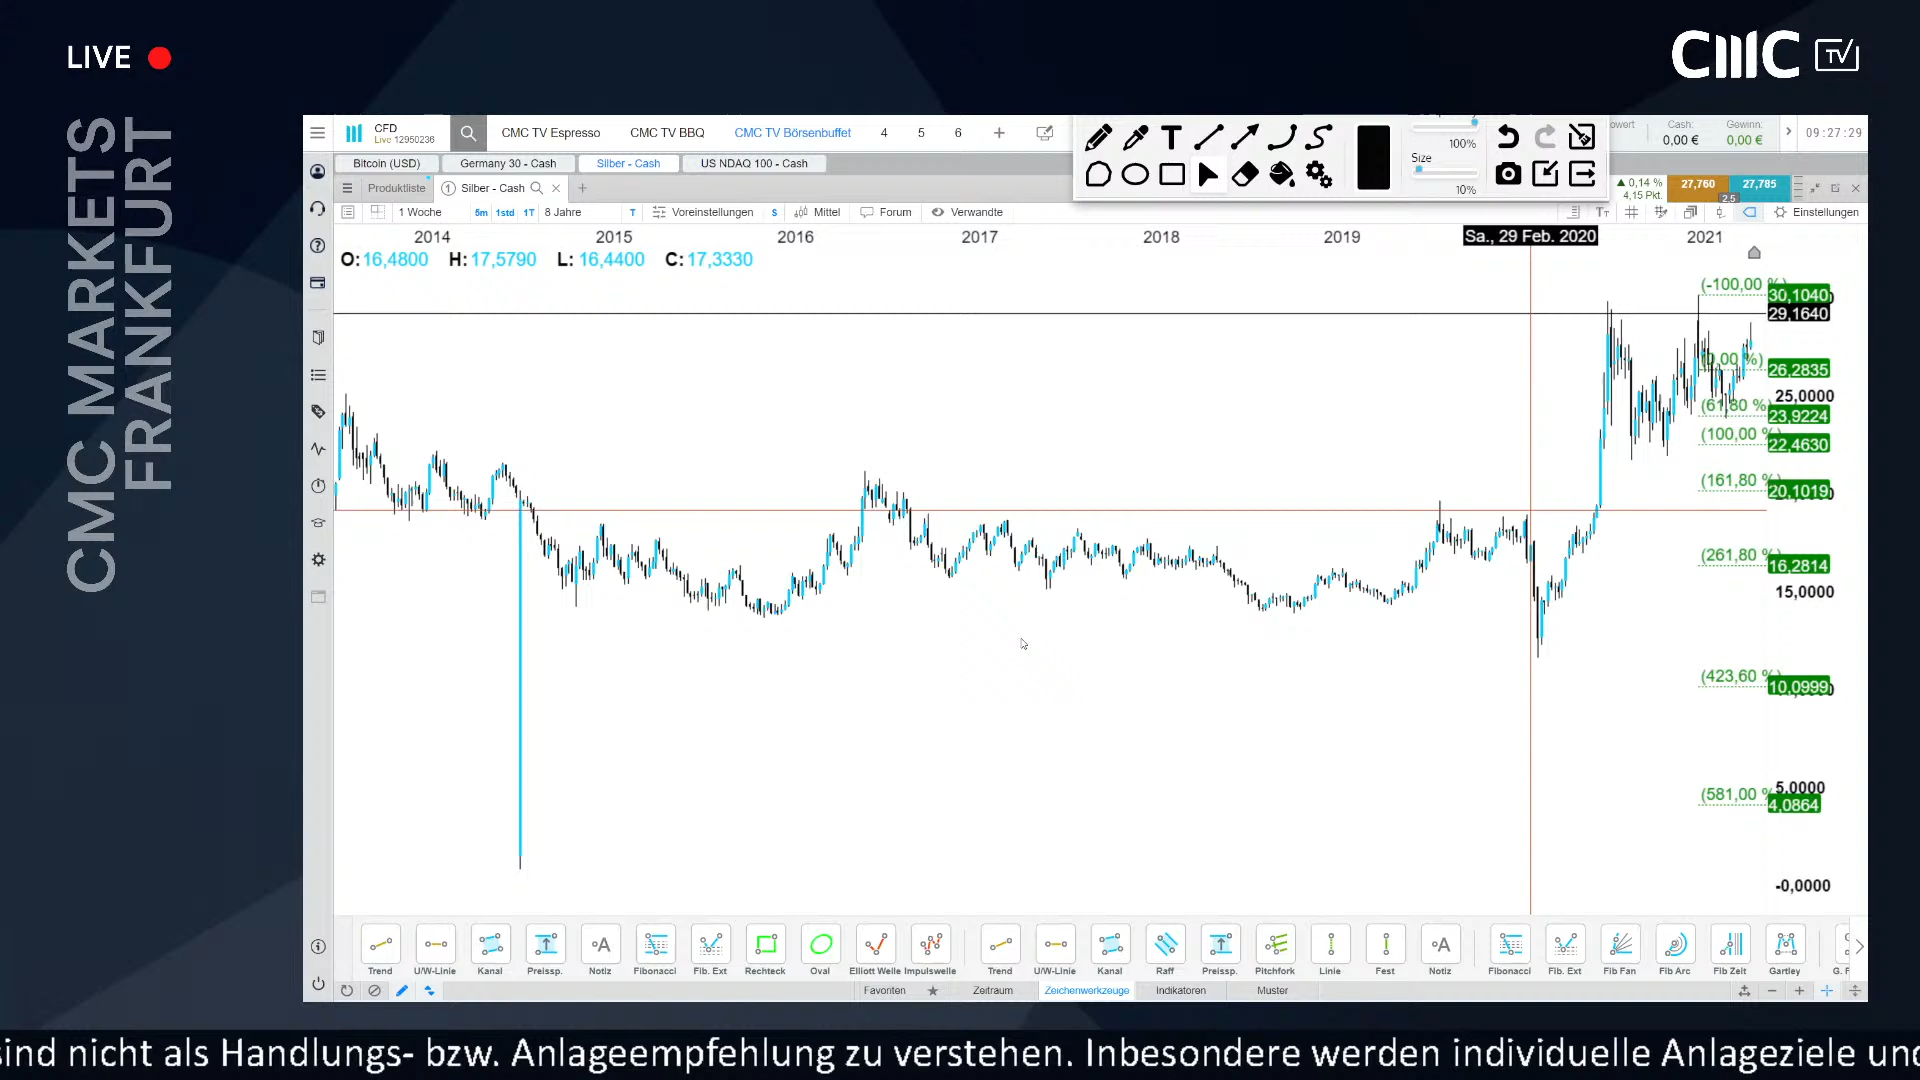 LIVE
CMC TV
CMC MARKETS
FRANKFURT
CFD
Live 12950236
CMC TV Espresso
CMC TV BBQ
CMC TV Börsenbuffet
4
5
6
100%
Size
10%
Cash:
0,00 €
Gewinn:
0,00 €
09:27:29
Bitcoin (USD)
Germany 30 - Cash
Silber - Cash
US NDAQ 100 - Cash
Produktliste
1 Silber - Cash
0,14 %
4,15 Pkt.
27,760
2.5
27,785
1 Woche
5m
1std
1T
8 Jahre
T
Voreinstellungen
S
Mittel
Forum
Verwandte
Einstellungen
2014
2015
2016
2017
2018
2019
Sa., 29 Feb. 2020
2021
O:16,4800 H:17,5790 L:16,4400 C:17,3330
(-100,00 %)
30,1040
29,1640
(0,00 %)
26,2835
25,0000
(61,80 %)
23,9224
(100,00 %)
22,4630
(161,80 %)
20,1019
(261,80 %)
16,2814
15,0000
(423,60 %)
10,0999
5,0000
(581,00 %)
4,0864
-0,0000
Trend
U/W-Linie
Kanal
Preissp.
Notiz
Fibonacci
Fib. Ext
Rechteck
Oval
Elliott Welle
Impulswelle
Trend
U/W-Linie
Kanal
Raff
Preissp.
Pitchfork
Linie
Fest
Notiz
Fibonacci
Fib. Ext
Fib Fan
Fib Arc
Fib Zeit
Gartley
Favoriten
Zeitraum
Zeichenwerkzeuge
Indikatoren
Muster
sind nicht als Handlungs- bzw. Anlageempfehlung zu verstehen. Inbesondere werden individuelle Anlageziele und